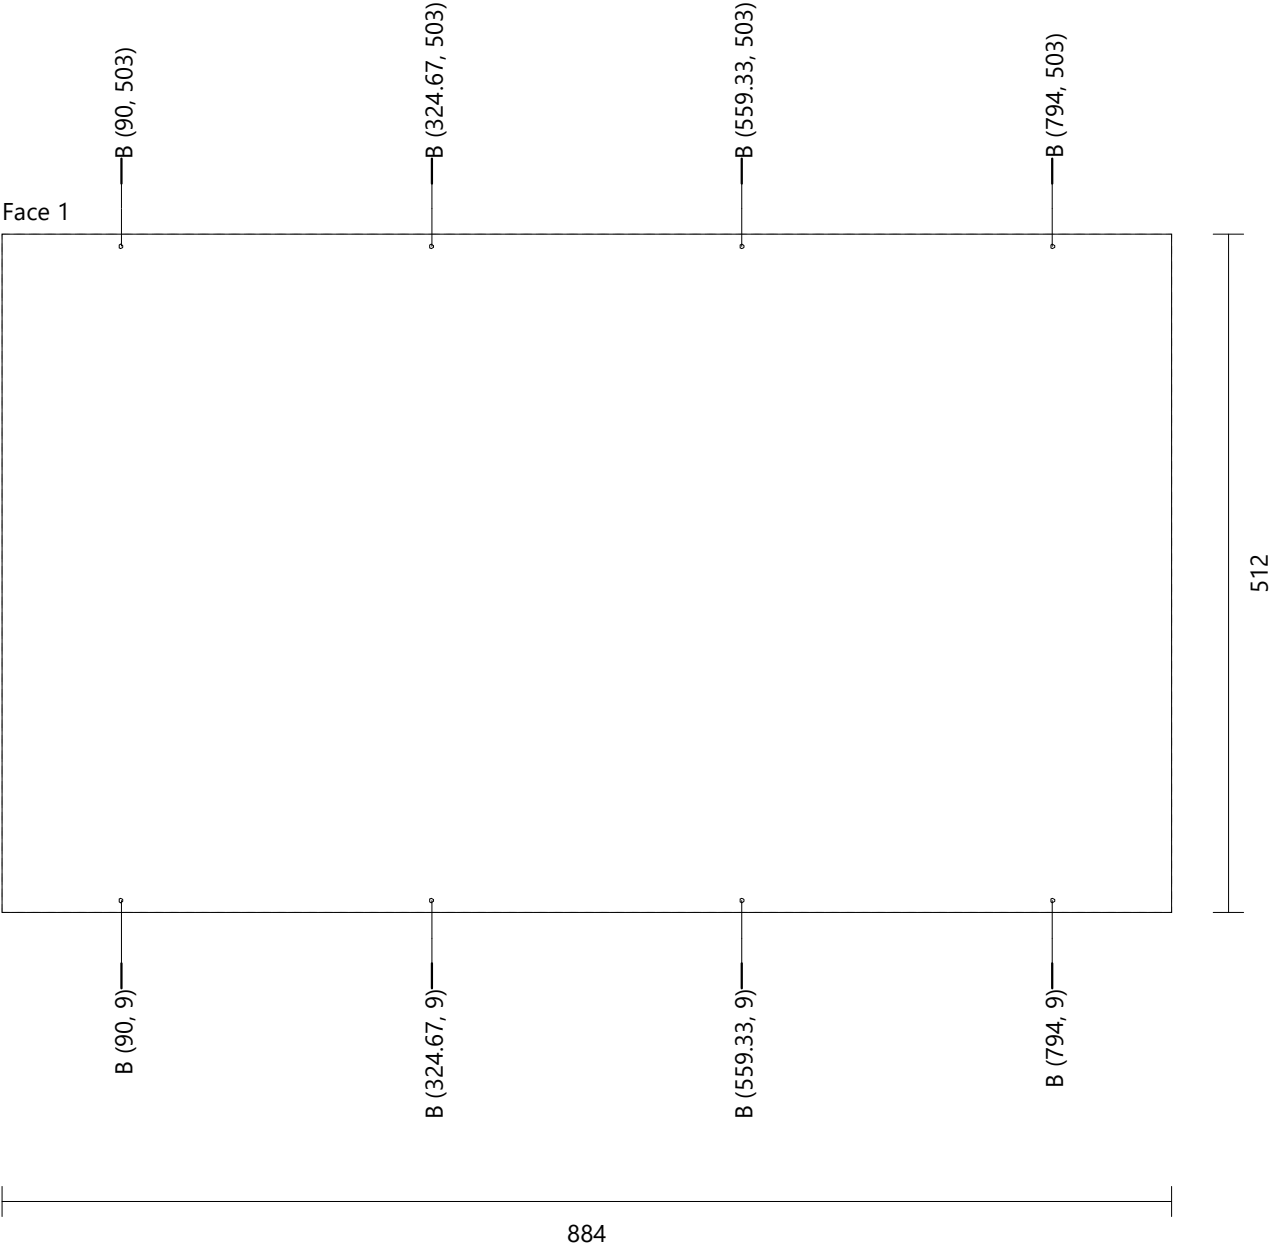 B (90, 503)
B (324.67, 503)
B (559.33, 503)
B (794, 503)
Face 1
512
B (90, 9)
B (324.67, 9)
B (559.33, 9)
B (794, 9)
884